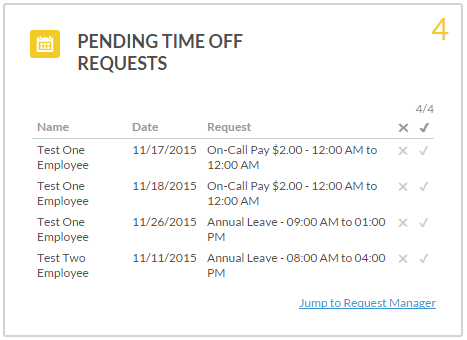 4
PENDING TIME OFF
REQUESTS
4/4
Name Date Request
Test One 11/17/2015 On-Call Pay $2.00 - 12:00 AM to
Employee 12:00 AM
Test One 11/18/2015 On-Call Pay $2.00 - 12:00 AM to
Employee 12:00 AM
Test One 11/26/2015 Annual Leave - 09:00 AM to 01:00
Employee PM
Test Two 11/11/2015 Annual Leave - 08:00 AM to 04:00
Employee PM
Jump to Request Manager